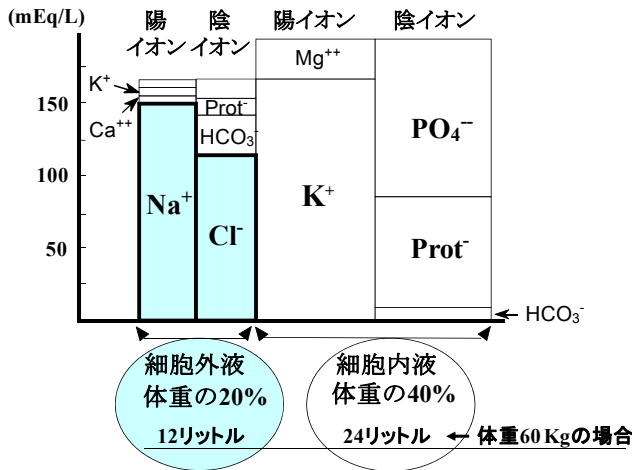 (mEq/L)
陽イオン
陰イオン
陽イオン
陰イオン
K⁺
Ca⁺⁺
150
100
50
Na⁺
Prot⁻
HCO₃⁻
Cl⁻
Mg⁺⁺
K⁺
PO₄⁻⁻
Prot⁻
HCO₃⁻
細胞外液
体重の20%
12リットル
細胞内液
体重の40%
24リットル
体重60Kgの場合